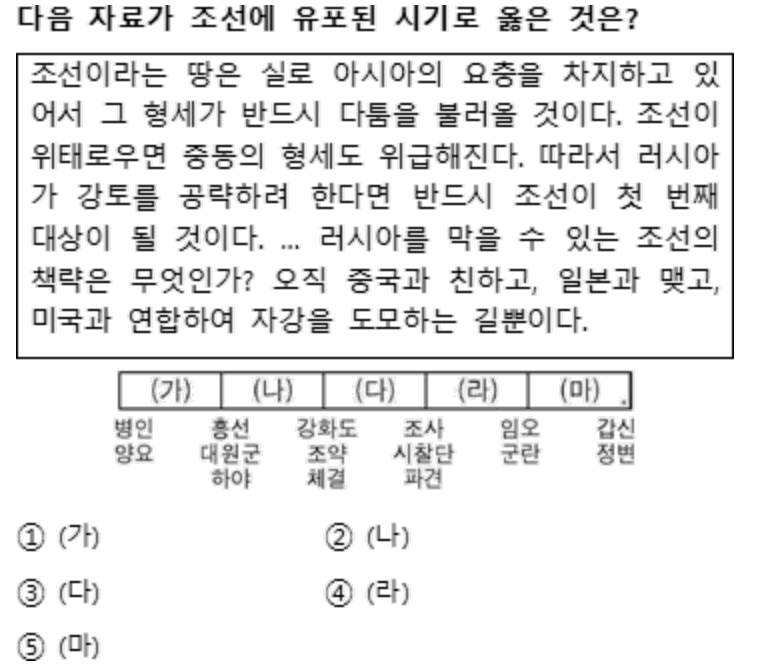 다음 자료가 조선에 유포된 시기로 옳은 것은?
조선이라는 땅은 실로 아시아의 요충을 차지하고 있
어서 그 형세가 반드시 다툼을 불러올 것이다. 조선이
위태로우면 중동의 형세도 위급해진다. 따라서 러시아
가 강토를 공략하려 한다면 반드시 조선이 첫 번째
대상이 될 것이다. ... 러시아를 막을 수 있는 조선의
책략은 무엇인가? 오직 중국과 친하고, 일본과 맺고,
미국과 연합하여 자강을 도모하는 길뿐이다.
(가) (나) (다) (라) (마)
병인 흥선 강화도 조사 임오 갑신
양요 대원군 조약 시찰단 군란 정변
하야 체결 파견
① (가) ② (나)
③ (다) ④ (라)
⑤ (마)